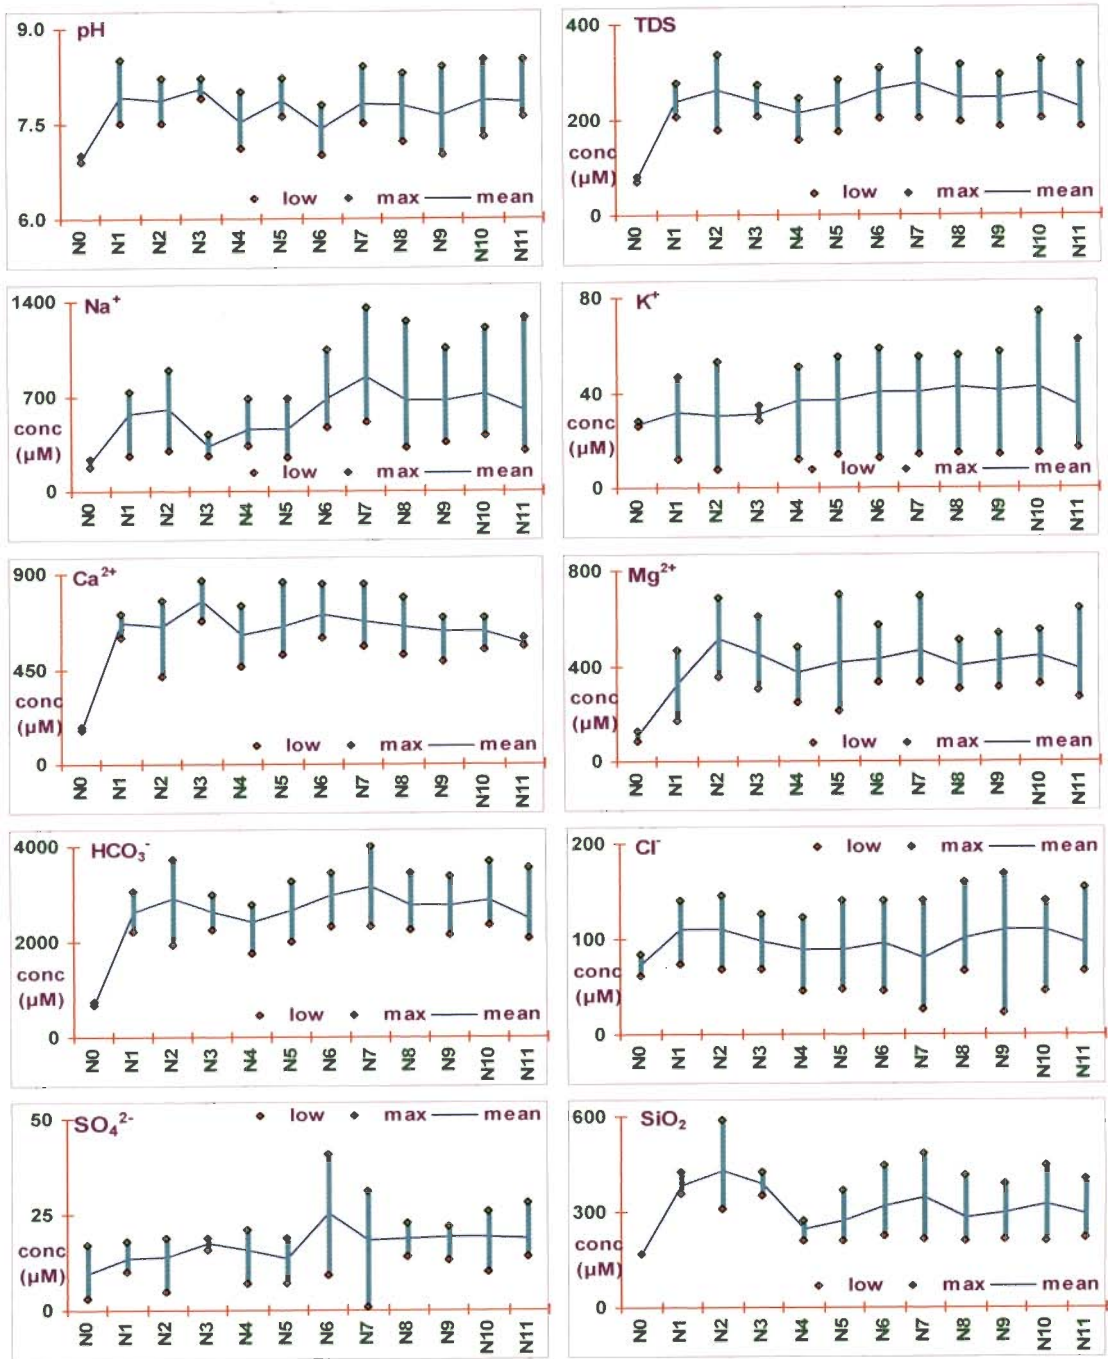 pH
9.0
7.5
6.0
low max mean
N0 N1 N2 N3 N4 N5 N6 N7 N8 N9 N10 N11
TDS
400
200
conc
(µM)
0
low max mean
N0 N1 N2 N3 N4 N5 N6 N7 N8 N9 N10 N11
Na⁺
1400
700
conc
(µM)
0
low max mean
N0 N1 N2 N3 N4 N5 N6 N7 N8 N9 N10 N11
K⁺
80
40
conc
(µM)
0
low max mean
N0 N1 N2 N3 N4 N5 N6 N7 N8 N9 N10 N11
Ca²⁺
900
450
conc
(µM)
0
low max mean
N0 N1 N2 N3 N4 N5 N6 N7 N8 N9 N10 N11
Mg²⁺
800
400
conc
(µM)
0
low max mean
N0 N1 N2 N3 N4 N5 N6 N7 N8 N9 N10 N11
HCO₃⁻
4000
2000
conc
(µM)
0
low max mean
N0 N1 N2 N3 N4 N5 N6 N7 N8 N9 N10 N11
Cl⁻
low max mean
200
100
conc
(µM)
0
N0 N1 N2 N3 N4 N5 N6 N7 N8 N9 N10 N11
SO₄²⁻
low max mean
50
25
conc
(µM)
0
N0 N1 N2 N3 N4 N5 N6 N7 N8 N9 N10 N11
SiO₂
600
300
conc
(µM)
0
low max mean
N0 N1 N2 N3 N4 N5 N6 N7 N8 N9 N10 N11